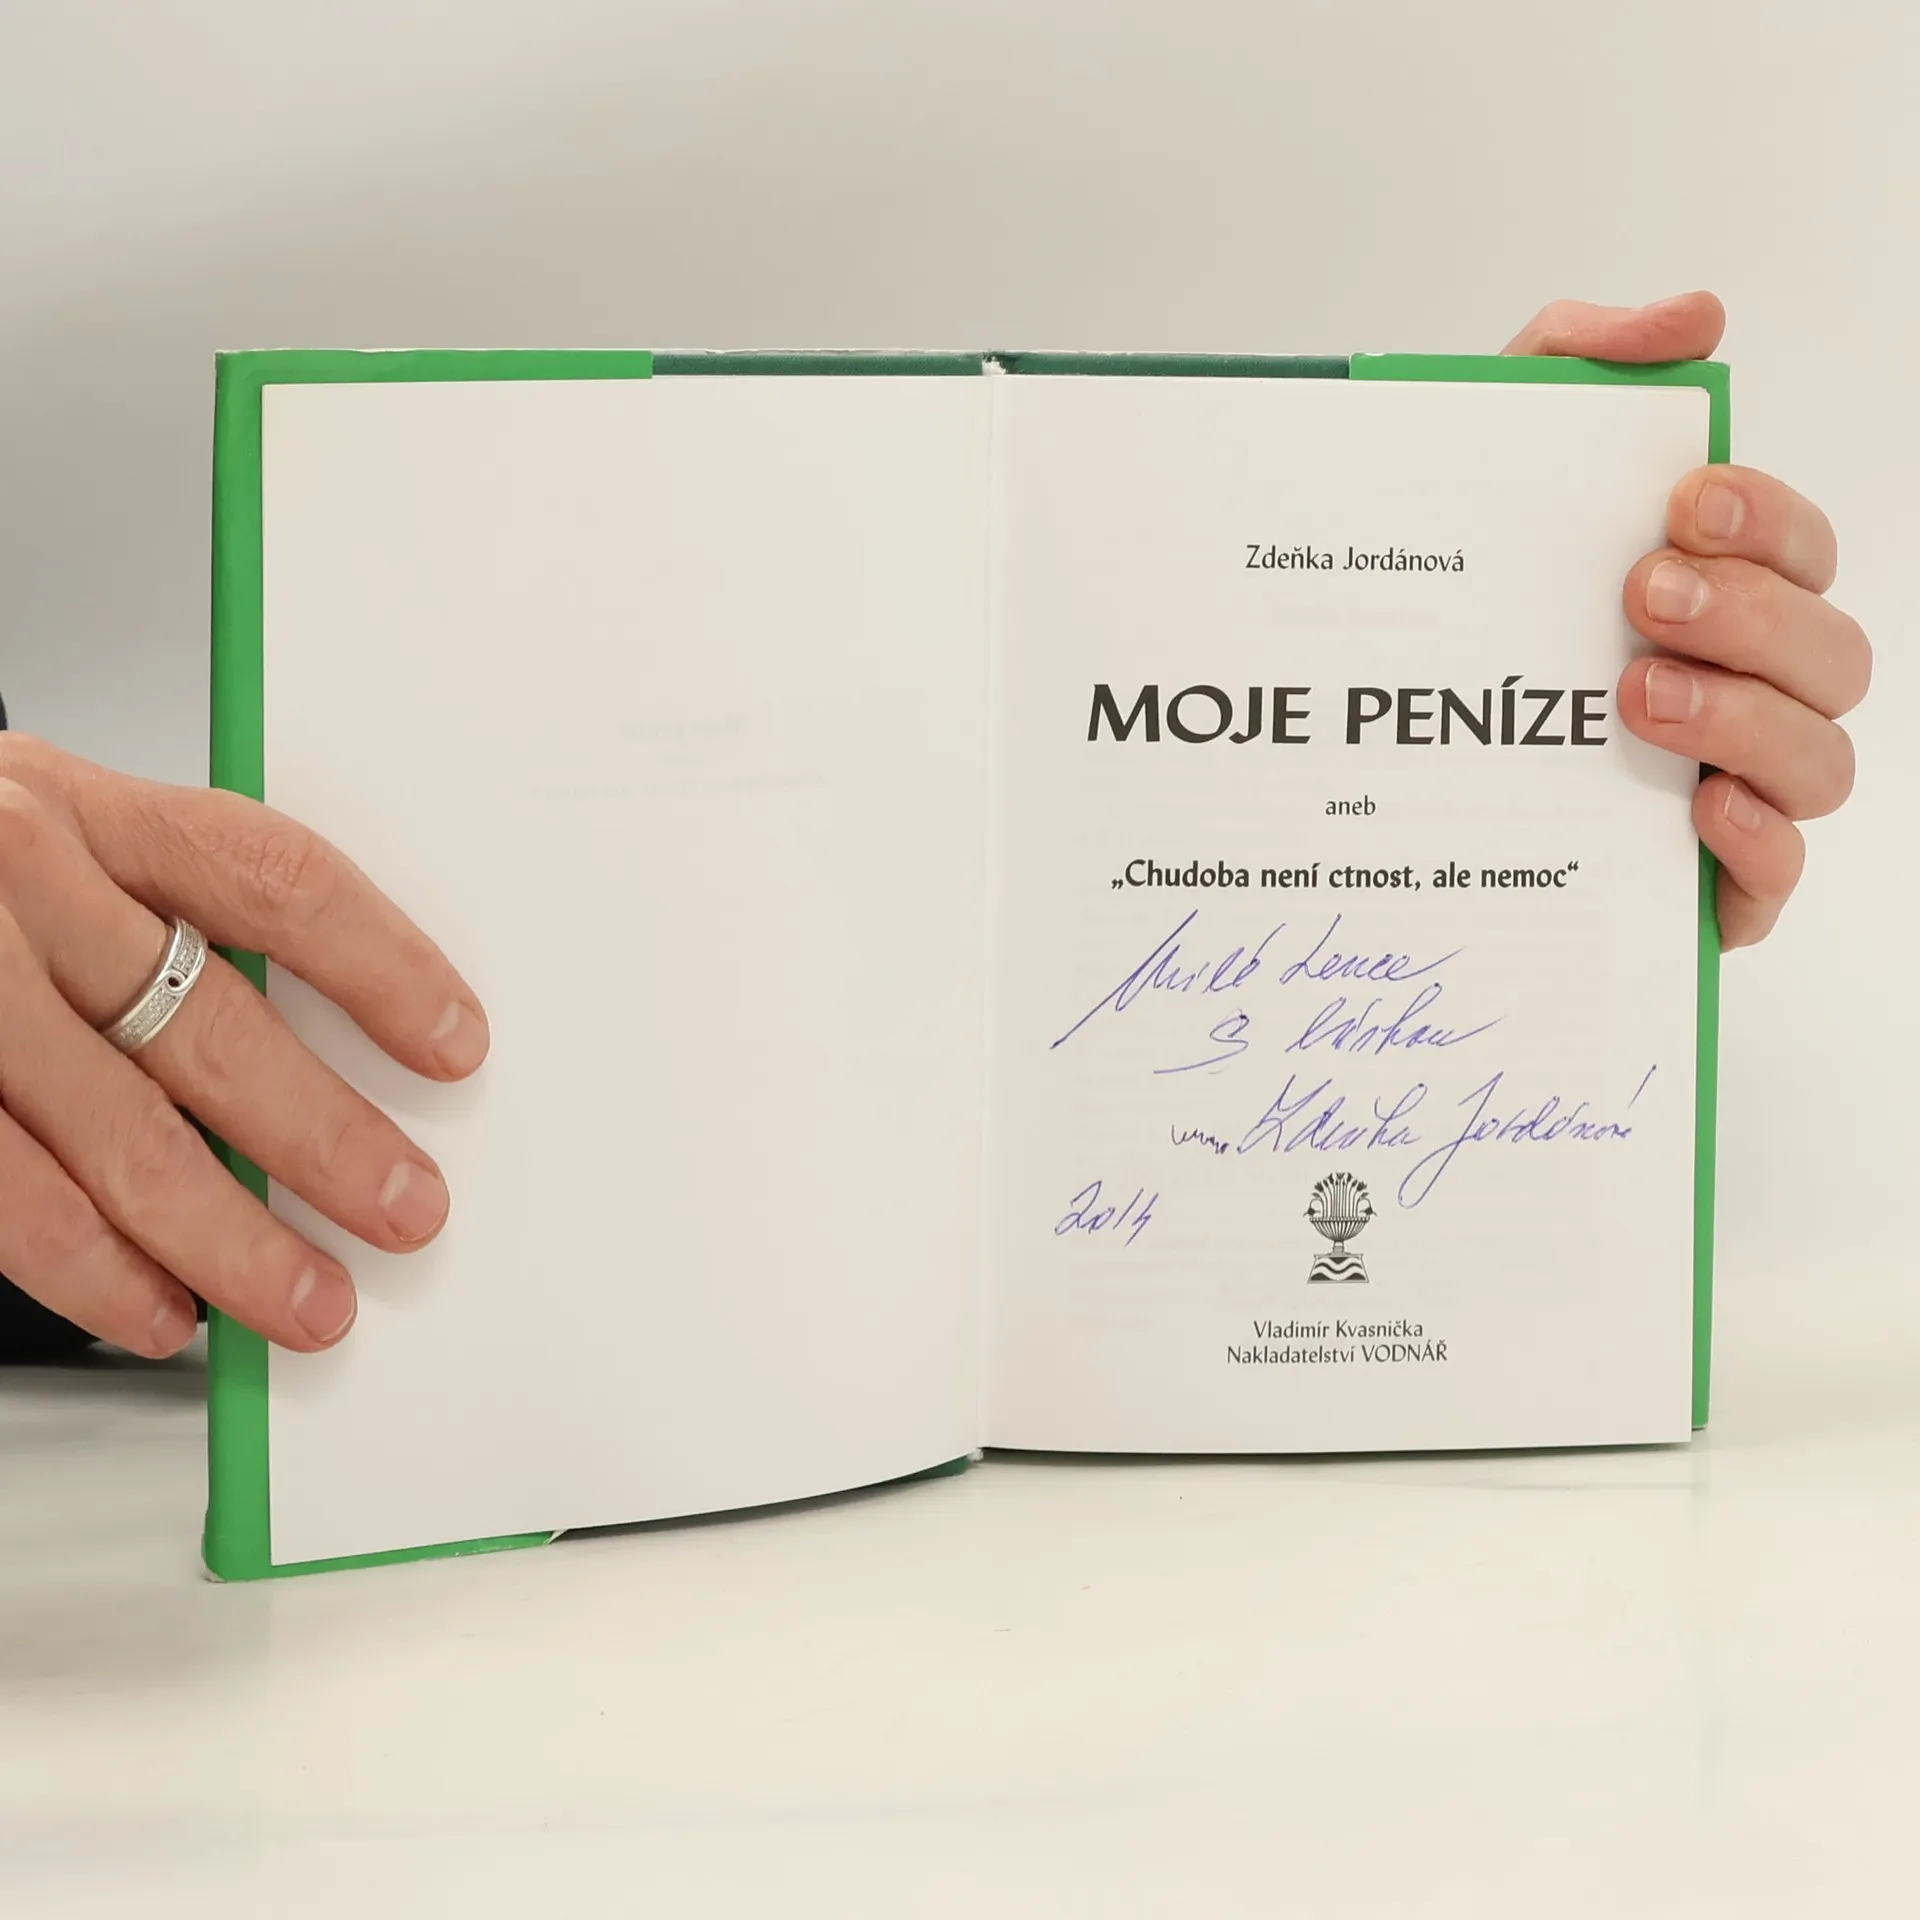 Zdeňka Jordánová
MOJE PENÍZE
aneb
„Chudoba není ctnost, ale nemoc“
Milé Lence
S láskou
Zdeňka Jordánová
2014
Vladimír Kvasnička
Nakladatelství VODNÁŘ